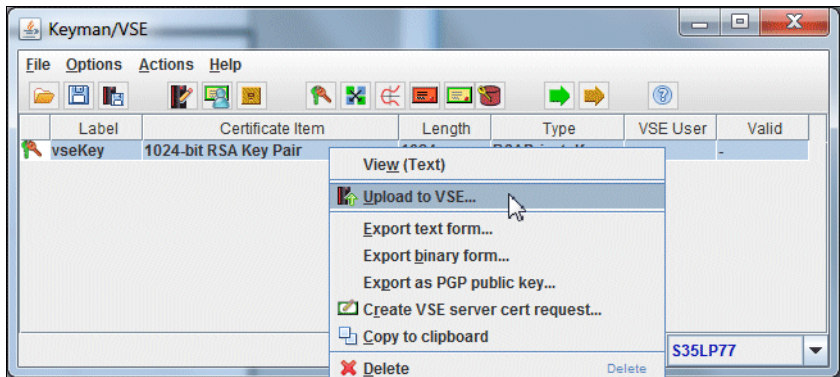 Keyman/VSE
File Options Actions Help
Label Certificate Item Length Type VSE User Valid
vseKey 1024-bit RSA Key Pair -
View (Text)
Upload to VSE...
Export text form...
Export binary form...
Export as PGP public key...
Create VSE server cert request...
Copy to clipboard
S35LP77
Delete Delete